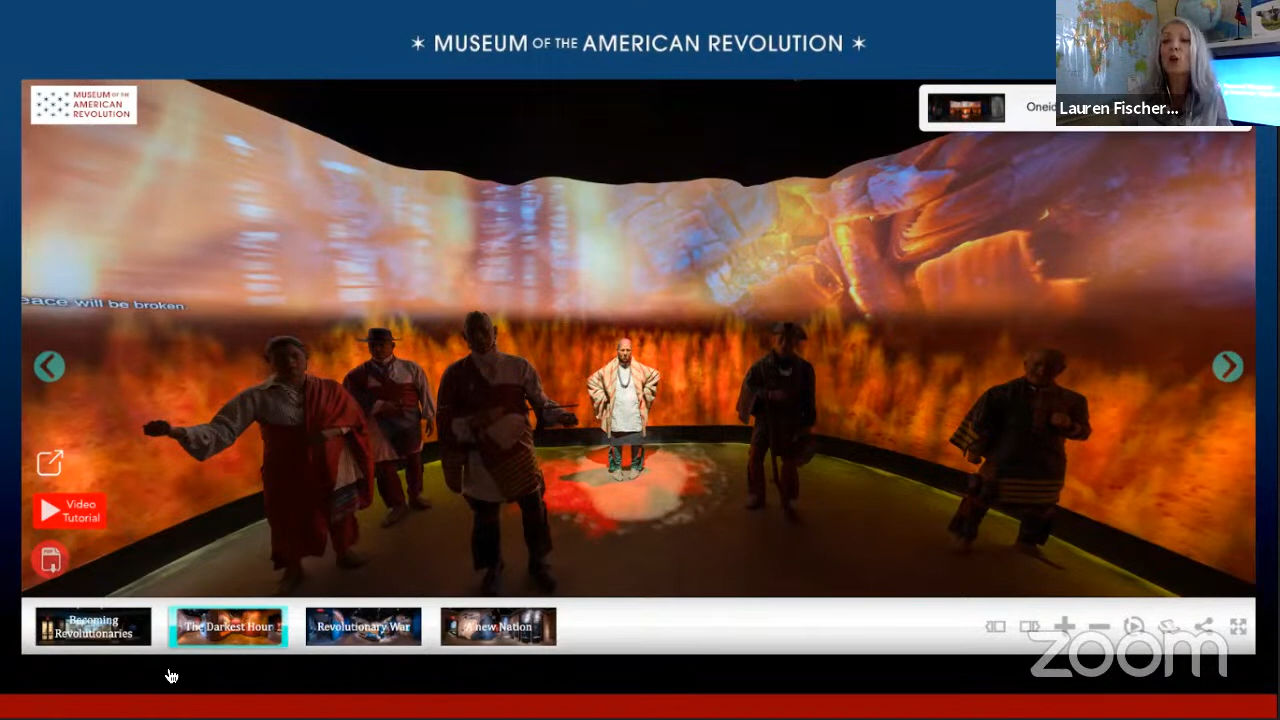 ✶ MUSEUM OF THE AMERICAN REVOLUTION ✶
MUSEUM OF THE
AMERICAN
REVOLUTION
Oneid
Lauren Fischer...
eace will be broken.
Video
Tutorial
PDF
Becoming
Revolutionaries
The Darkest Hour
Revolutionary War
A new Nation
zoom